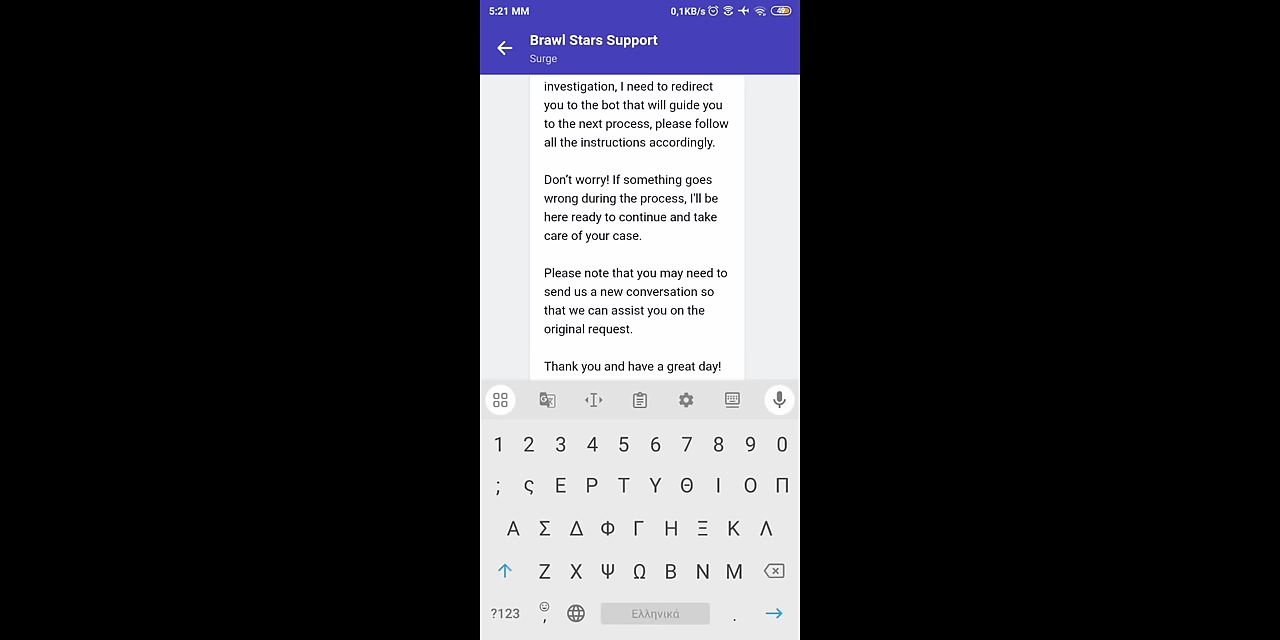 5:21 MM
0,1KB/s
49
Brawl Stars Support
Surge
investigation, I need to redirect
you to the bot that will guide you
to the next process, please follow
all the instructions accordingly.
Don't worry! If something goes
wrong during the process, I'll be
here ready to continue and take
care of your case.
Please note that you may need to
send us a new conversation so
that we can assist you on the
original request.
Thank you and have a great day!
1 2 3 4 5 6 7 8 9 0
; ς Ε Ρ Τ Υ Θ Ι Ο Π
Α Σ Δ Φ Γ Η Ξ Κ Λ
Ζ Χ Ψ Ω Β Ν Μ
?123 , Ελληνικά .